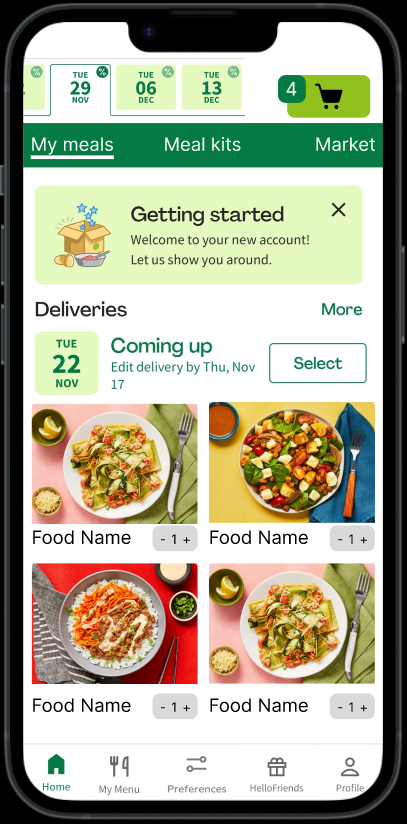 % % % %
TUE TUE TUE
29 06 13
NOV DEC DEC
4
My meals Meal kits Market
Getting started
Welcome to your new account!
Let us show you around.
Deliveries More
TUE
22
NOV
Coming up
Edit delivery by Thu, Nov
17
Select
Food Name - 1 + Food Name - 1 +
Food Name - 1 + Food Name - 1 +
Home My Menu Preferences HelloFriends Profile